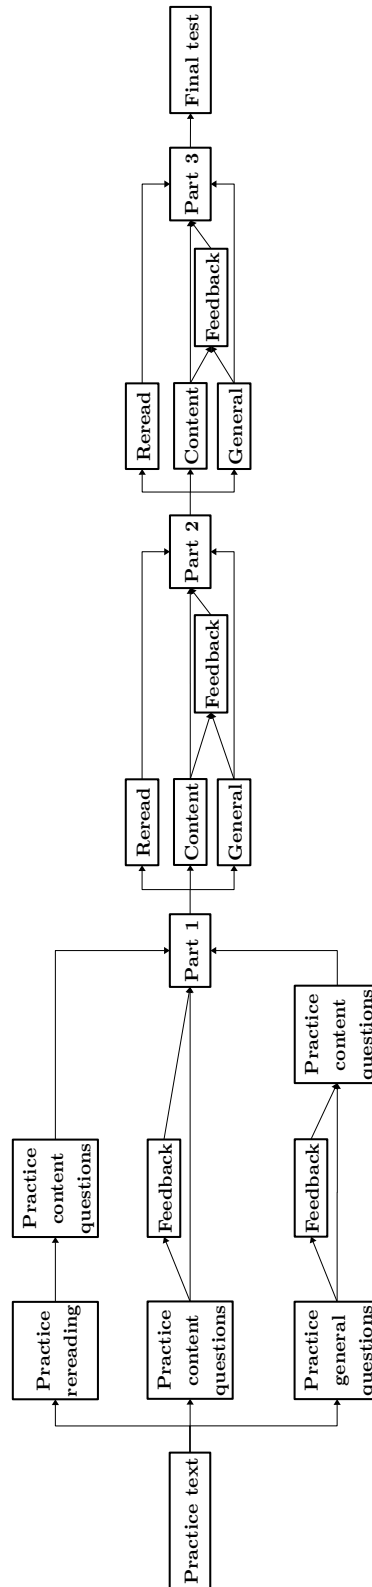 Practice text
Practice
rereading
Practice
content
questions
Practice
content
questions
Feedback
Practice
general
questions
Feedback
Practice
content
questions
Part 1
Reread
Content
General
Feedback
Part 2
Reread
Content
General
Feedback
Part 3
Final test